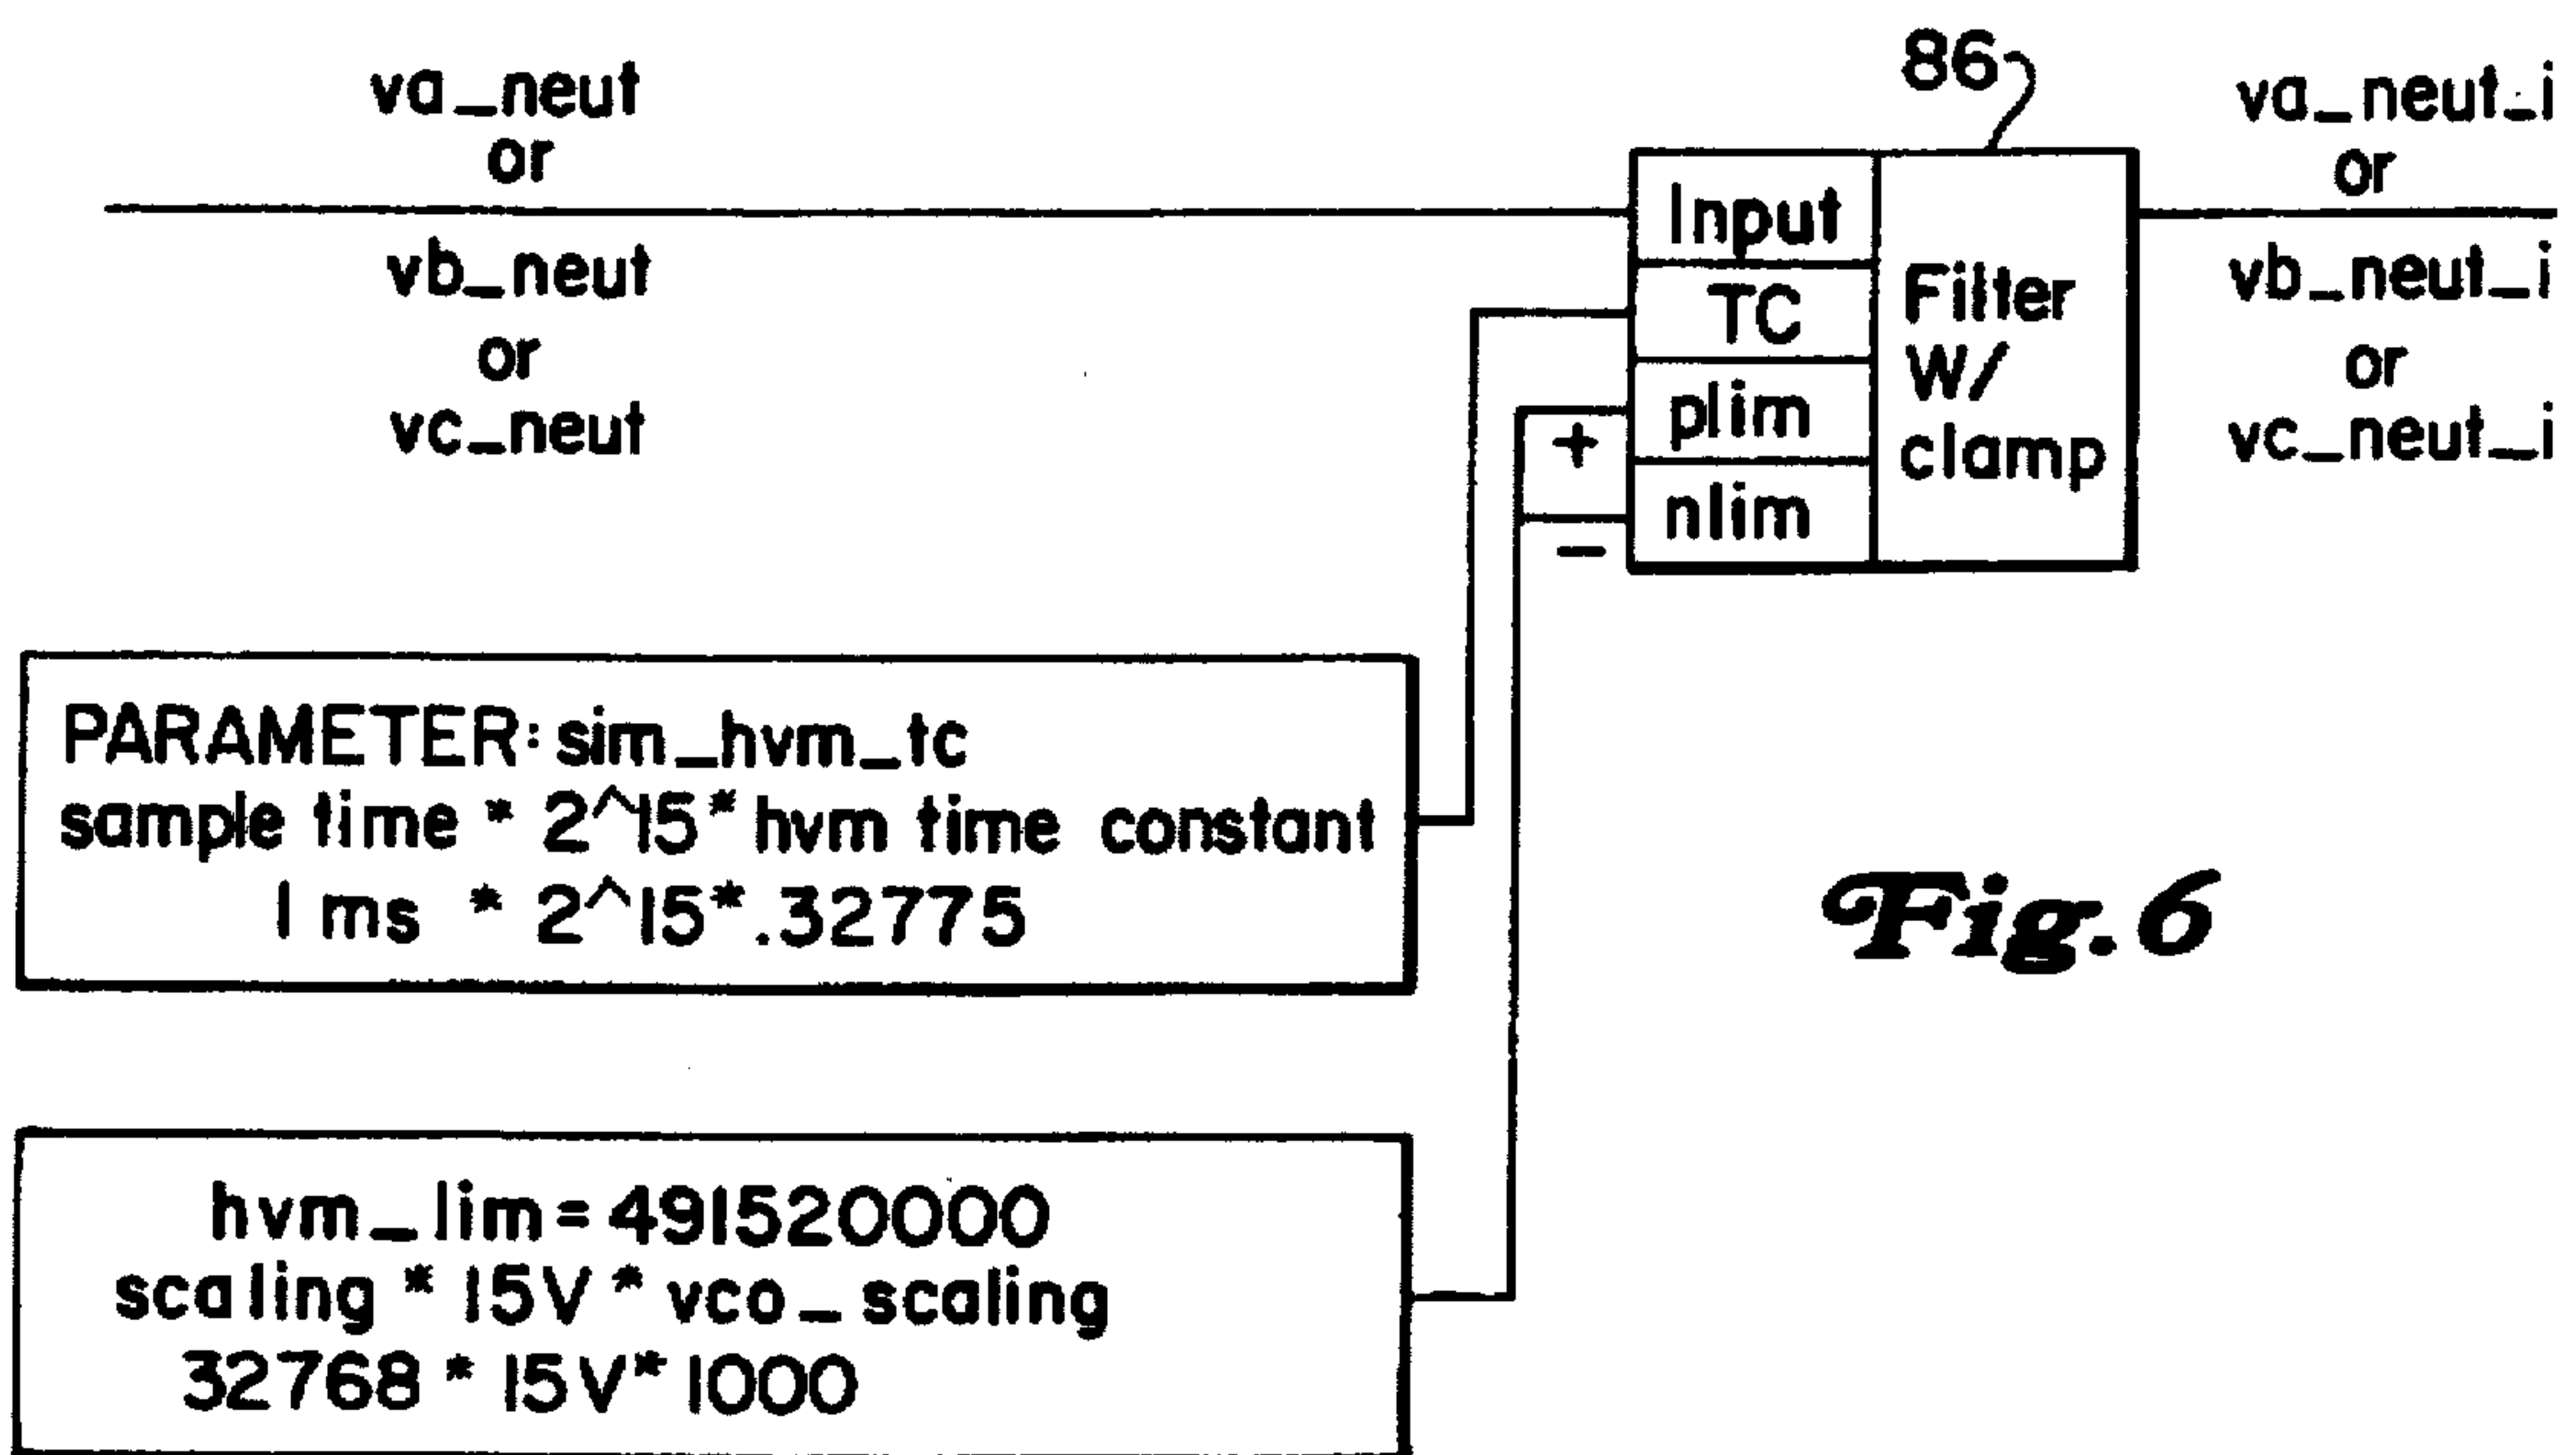 va_neut
or
vb_neut
or
vc_neut
86
Input
TC
plim
nlim
+
-
Filter
W/
clamp
va_neut_i
or
vb_neut_i
or
vc_neut_i
PARAMETER: sim_hvm_tc
sample time * 2^15* hvm time constant
1 ms * 2^15*.32775
hvm_lim=491520000
scaling * 15V * vco_scaling
32768 * 15V* 1000
Fig. 6